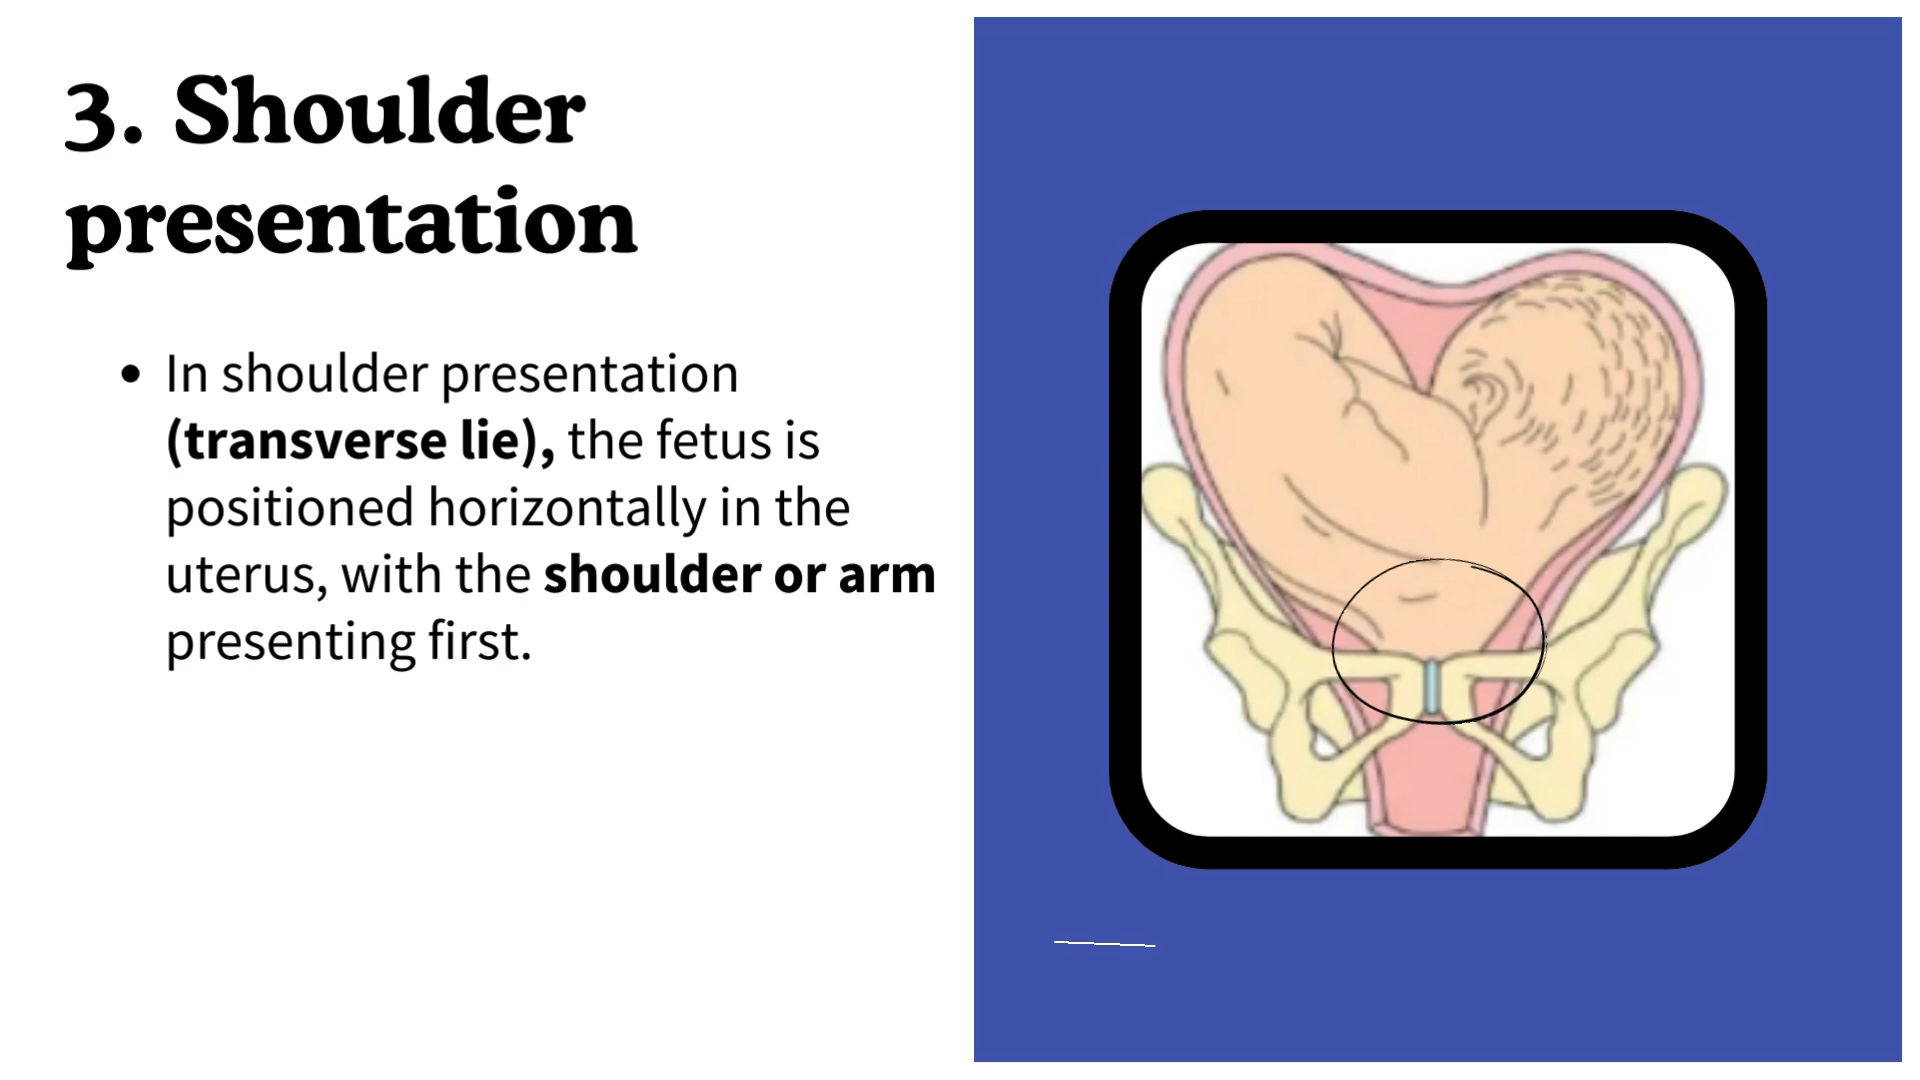 3. Shoulder
presentation
• In shoulder presentation
(transverse lie), the fetus is
positioned horizontally in the
uterus, with the shoulder or arm
presenting first.